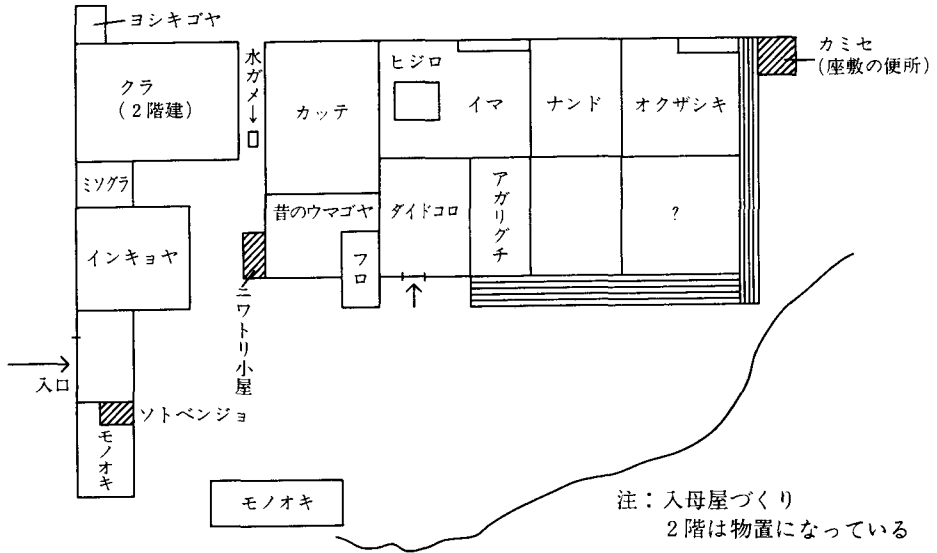 ヨシキゴヤ
クラ
(2階建)
水ガメ→
ヒジロ
カッテ
イマ
ナンド
オクザシキ
カミセ
(座敷の便所)
ミソグラ
昔のウマゴヤ
ダイドコロ
アガリグチ
?
インキョヤ
フロ
ニワトリ小屋
入口
ソトベンジョ
モノオキ
モノオキ
注:入母屋づくり
2階は物置になっている